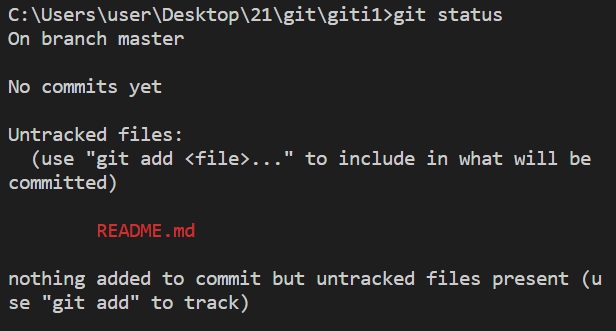 C:\Users\user\Desktop\21\git\giti1>git status
On branch master
No commits yet
Untracked files:
(use "git add <file>..." to include in what will be
committed)
README.md
nothing added to commit but untracked files present (u
se "git add" to track)